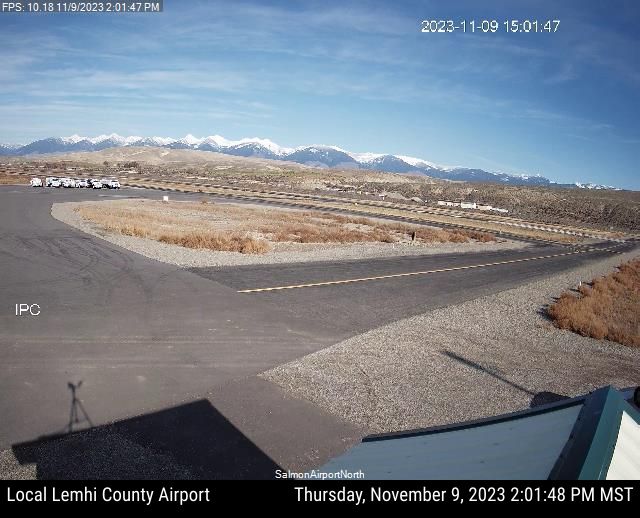 FPS: 10.18 11/9/2023 2:01:47 PM
2023-11-09 15:01:47
IPC
SalmonAirportNorth
Local Lemhi County Airport Thursday, November 9, 2023 2:01:48 PM MST